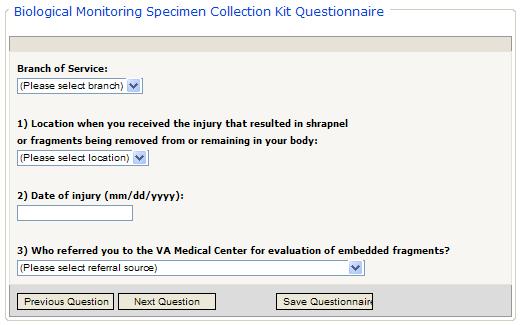 Biological Monitoring Specimen Collection Kit Questionnaire
Branch of Service:
(Please select branch)
1) Location when you received the injury that resulted in shrapnel
or fragments being removed from or remaining in your body:
(Please select location)
2) Date of injury (mm/dd/yyyy):
3) Who referred you to the VA Medical Center for evaluation of embedded fragments?
(Please select referral source)
Previous Question Next Question Save Questionnaire